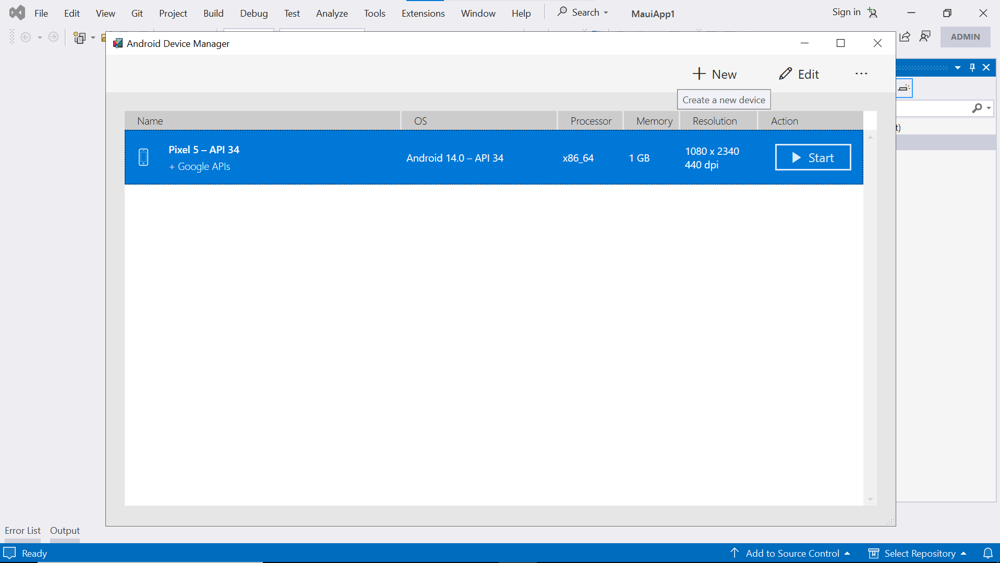 File Edit View Git Project Build Debug Test Analyze Tools Extensions Window Help Search MauiApp1 Sign in
ADMIN
Android Device Manager
New Edit ...
Create a new device
Name OS Processor Memory Resolution Action
Pixel 5 – API 34
+ Google APIs
Android 14.0 – API 34
x86_64
1 GB
1080 x 2340
440 dpi
Start
t)
Error List Output
Ready Add to Source Control Select Repository